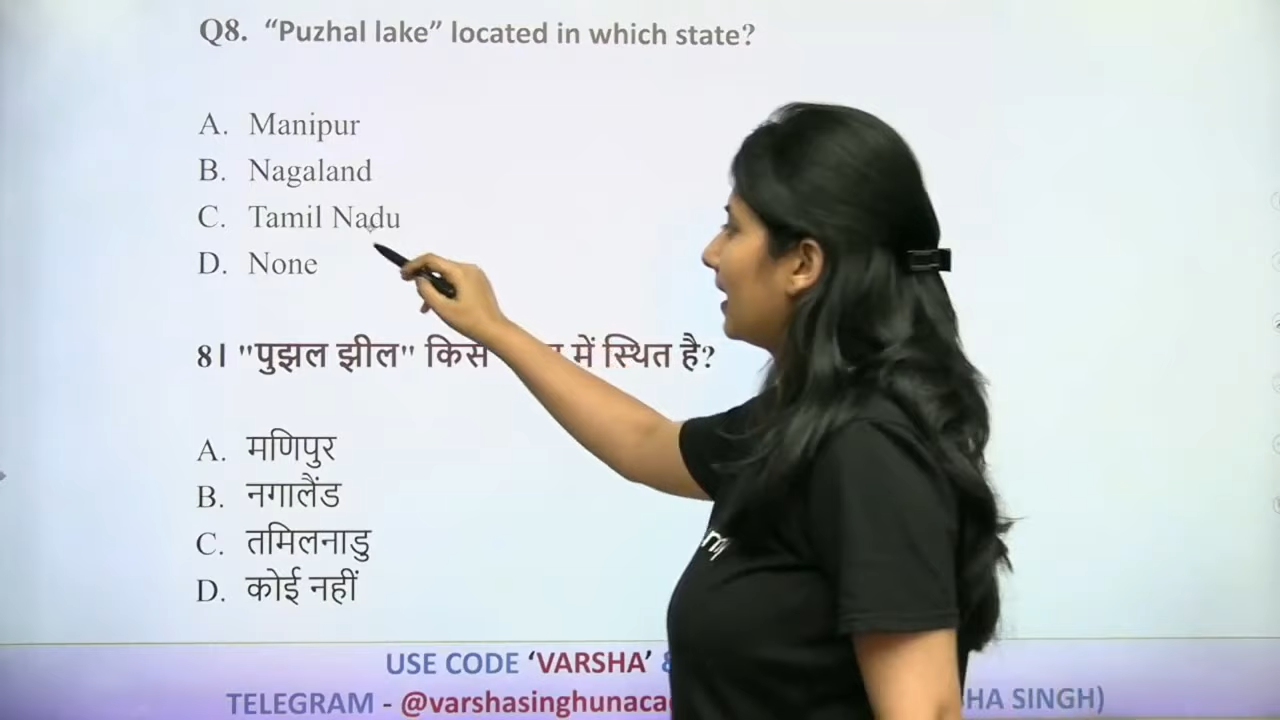 Q8. “Puzhal lake” located in which state?
A. Manipur
B. Nagaland
C. Tamil Nadu
D. None
8। "पुझल झील" किस में स्थित है?
A. मणिपुर
B. नगालैंड
C. तमिलनाडु
D. कोई नहीं
USE CODE ‘VARSHA’
TELEGRAM - @varshasinghunaca HA SINGH)